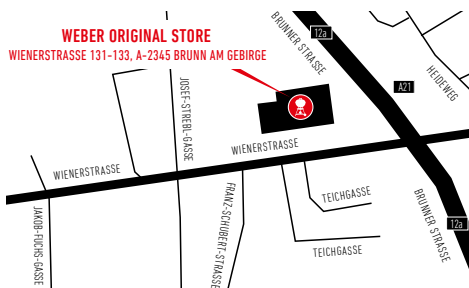 WEBER ORIGINAL STORE
WIENERSTRASSE 131-133, A-2345 BRUNN AM GEBIRGE
BRUNNER STRASSE
12a
A21
HEIDEWEG
JOSEF-STREBL-GASSE
WIENERSTRASSE
WIENERSTRASSE
JAKOB-FUCHS-GASSE
FRANZ-SCHUBERT-STRASSE
TEICHGASSE
TEICHGASSE
BRUNNER STRASSE
12a